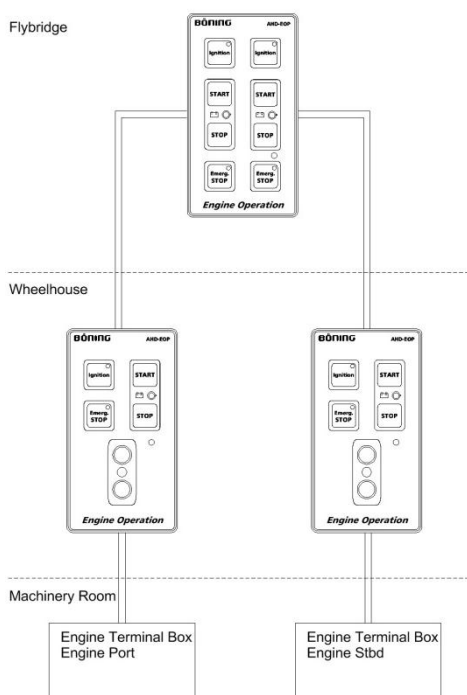 Flybridge
BÖNING AHD-EOP
Ignition Ignition
START START
STOP STOP
Emerg. Emerg.
STOP STOP
Engine Operation
Wheelhouse
BÖNING AHD-EOP
Ignition START
Emerg.
STOP STOP
Engine Operation
BÖNING AHD-EOP
Ignition START
Emerg.
STOP STOP
Engine Operation
Machinery Room
Engine Terminal Box
Engine Port
Engine Terminal Box
Engine Stbd